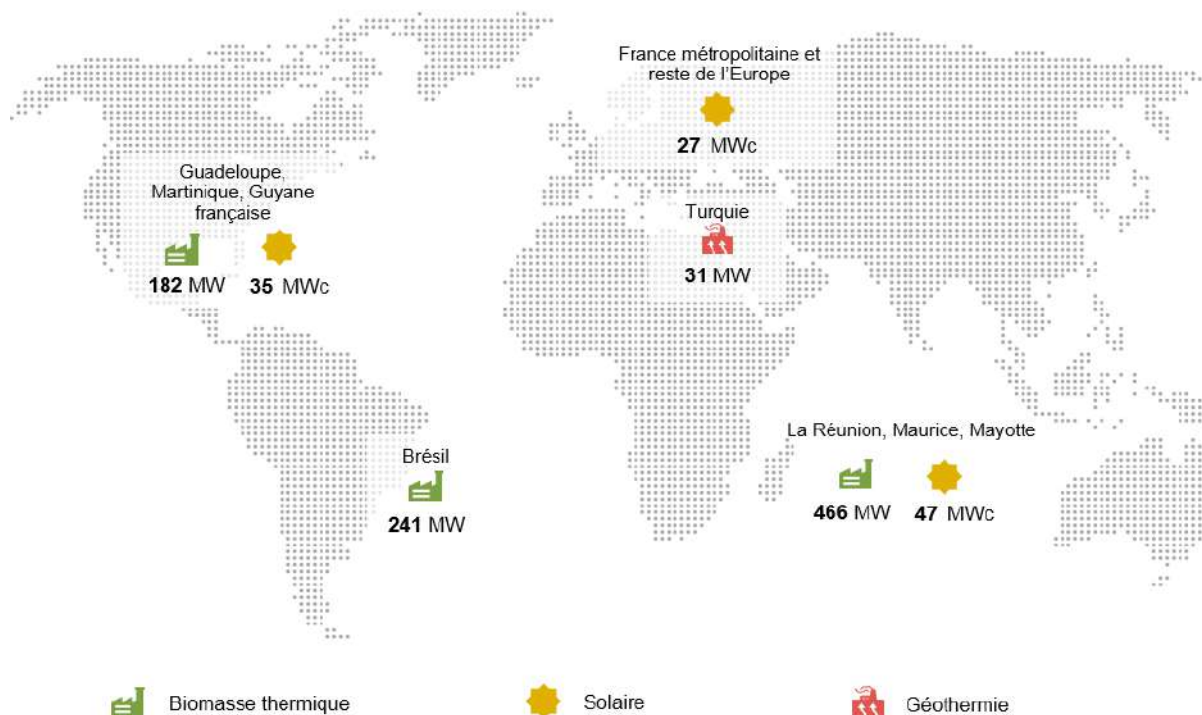 France métropolitaine et
reste de l'Europe
27 MWc
Guadeloupe,
Martinique, Guyane
française
182 MW 35 MWc
Turquie
31 MW
La Réunion, Maurice, Mayotte
466 MW 47 MWc
Brésil
241 MW
Biomasse thermique Solaire Géothermie